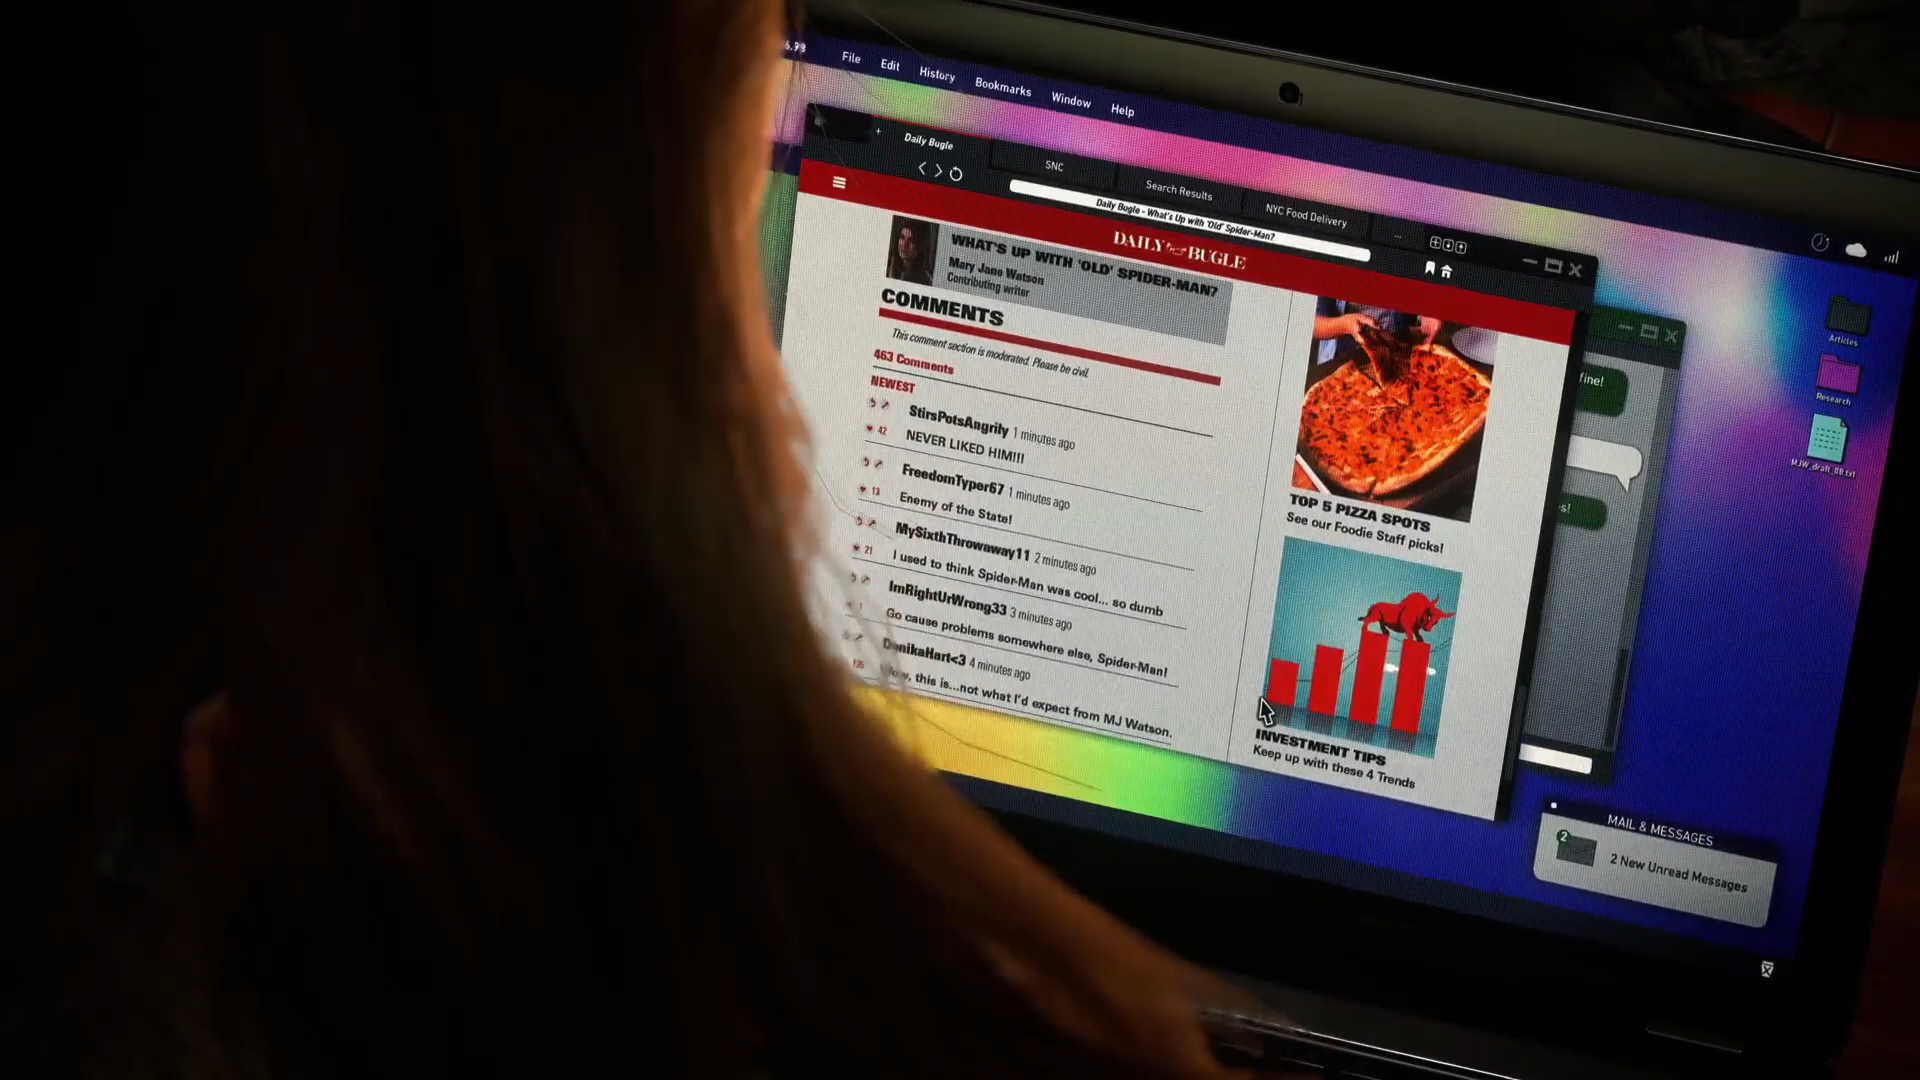 6.99
File Edit History Bookmarks Window Help
+ Daily Bugle SNC Search Results NYC Food Delivery ...
Daily Bugle - What's Up with 'Old' Spider-Man?
DAILY BUGLE
WHAT'S UP WITH 'OLD' SPIDER-MAN?
Mary Jane Watson
Contributing writer
COMMENTS
This comment section is moderated. Please be civil.
463 Comments
NEWEST
StirsPotsAngrily 1 minutes ago
42 NEVER LIKED HIM!!!
FreedomTyper67 1 minutes ago
13 Enemy of the State!
MySixthThrowaway11 2 minutes ago
21 I used to think Spider-Man was cool... so dumb
ImRightUrWrong33 3 minutes ago
Go cause problems somewhere else, Spider-Man!
DanikaHart<3 4 minutes ago
this is...not what I'd expect from MJ Watson.
TOP 5 PIZZA SPOTS
See our Foodie Staff picks!
INVESTMENT TIPS
Keep up with these 4 Trends
fine!
Articles
Research
MJW_draft_08.txt
MAIL & MESSAGES
2
2 New Unread Messages